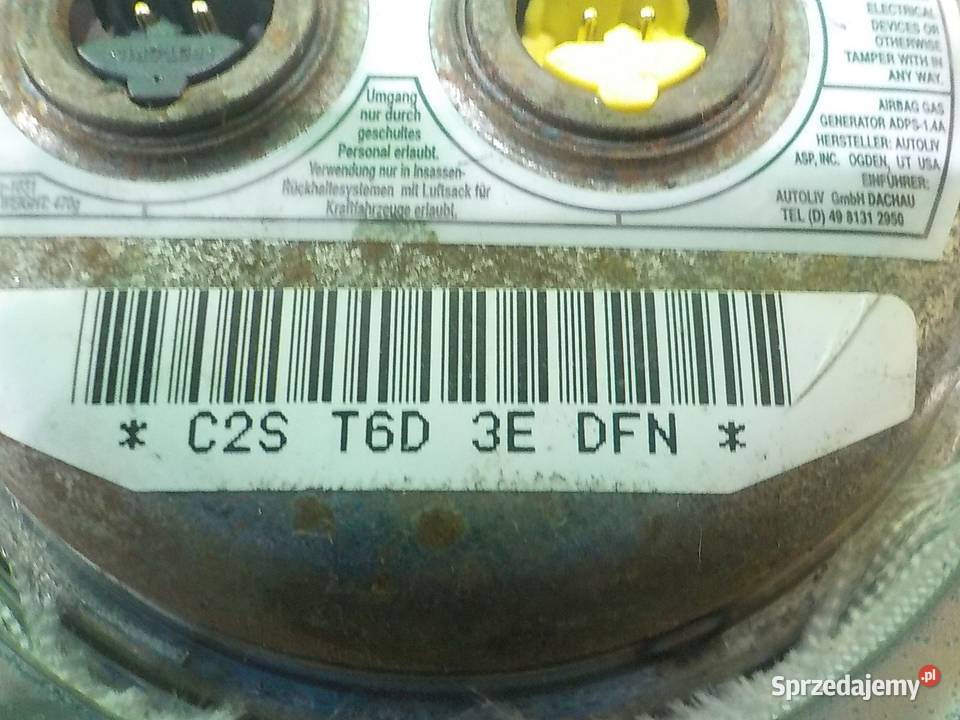 ELECTRICAL
DEVICES OR
OTHERWISE
TAMPER WITH IN
ANY WAY.
AIRBAG GAS
GENERATOR ADPS-1.4A
HERSTELLER: AUTOLIV
ASP, INC. OGDEN, UT USA
EINFÜHRER:
AUTOLIV GmbH DACHAU
TEL (D) 49 8131 2950
Umgang
nur durch
geschultes
Personal erlaubt.
Verwendung nur in Insassen-
Rückhaltesystemen mit Luftsack für
Kraftfahrzeuge erlaubt.
WEIGHT: 470g
* C2S T6D 3E DFN *
Sprzedajemy.pl